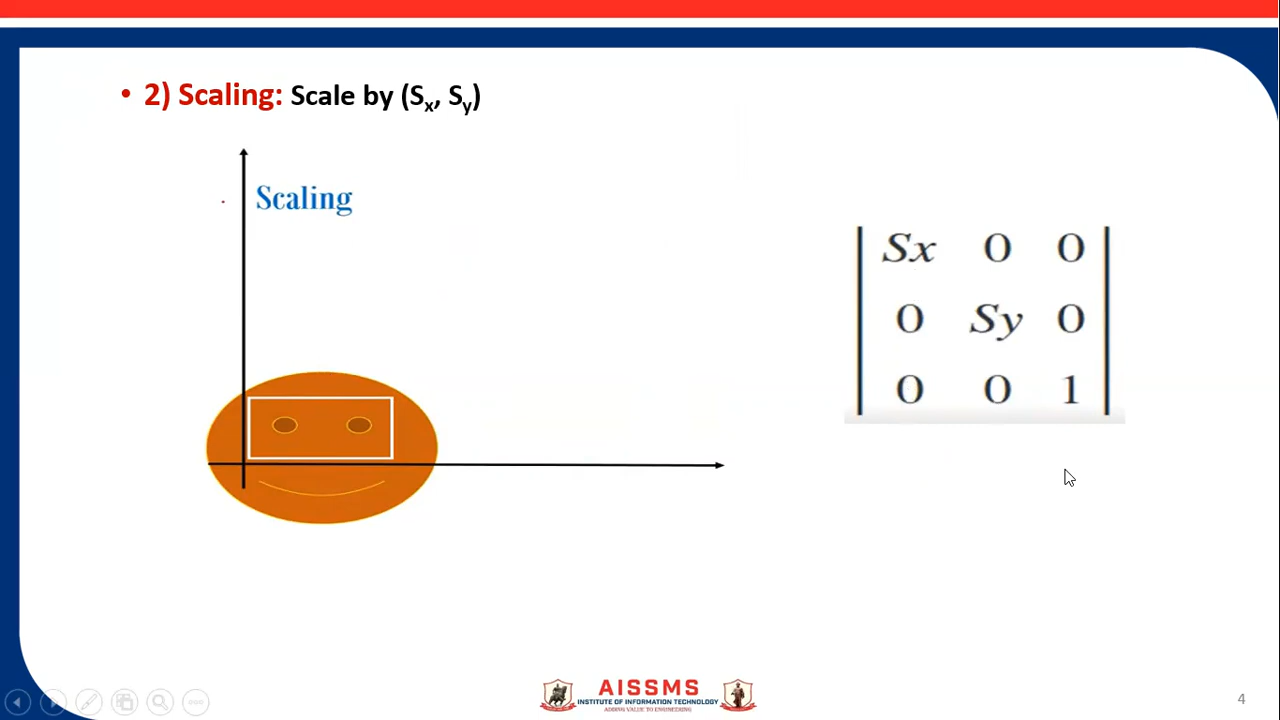 • 2) Scaling: Scale by (Sx, Sy)
Scaling
Sx 0 0
0 Sy 0
0 0 1
AISSMS
INSTITUTE OF INFORMATION TECHNOLOGY
ADDING VALUE TO ENGINEERING
4